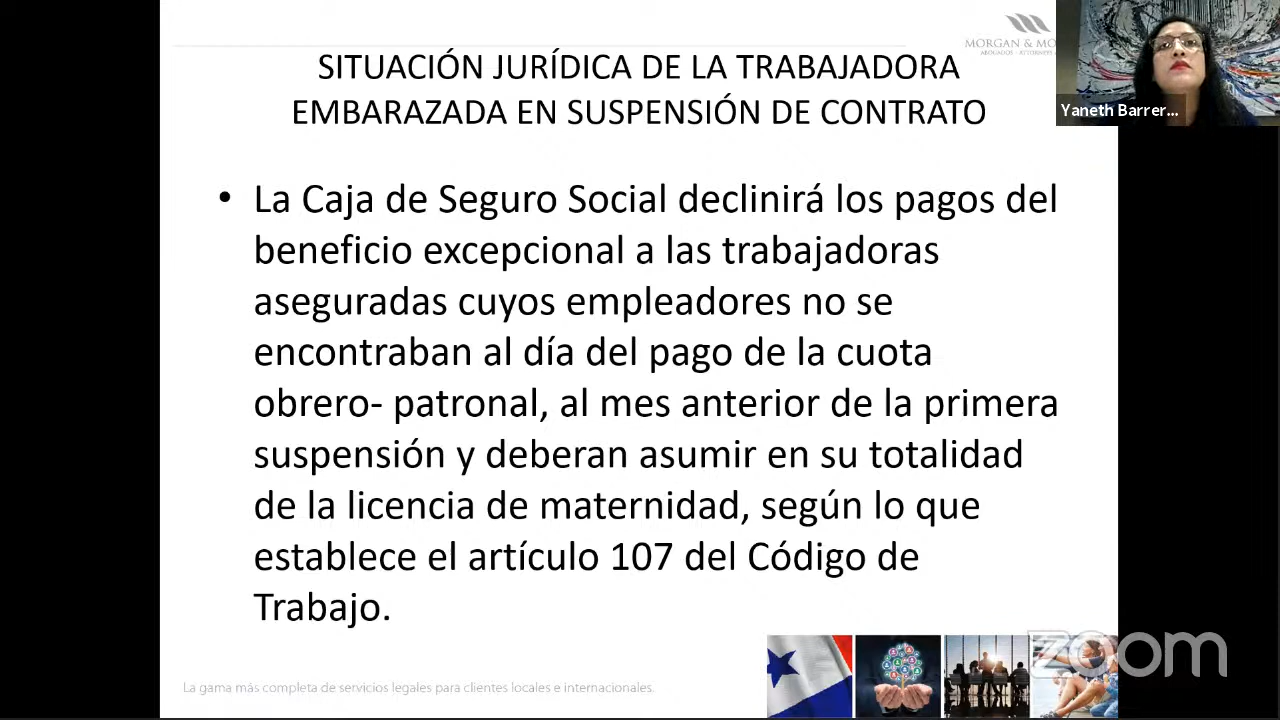 MORGAN & MO
SITUACIÓN JURÍDICA DE LA TRABAJADORA
EMBARAZADA EN SUSPENSIÓN DE CONTRATO
Yaneth Barrer...
• La Caja de Seguro Social declinirá los pagos del
beneficio excepcional a las trabajadoras
aseguradas cuyos empleadores no se
encontraban al día del pago de la cuota
obrero- patronal, al mes anterior de la primera
suspensión y deberan asumir en su totalidad
de la licencia de maternidad, según lo que
establece el artículo 107 del Código de
Trabajo.
La gama más completa de servicios legales para clientes locales e internacionales.
zoom